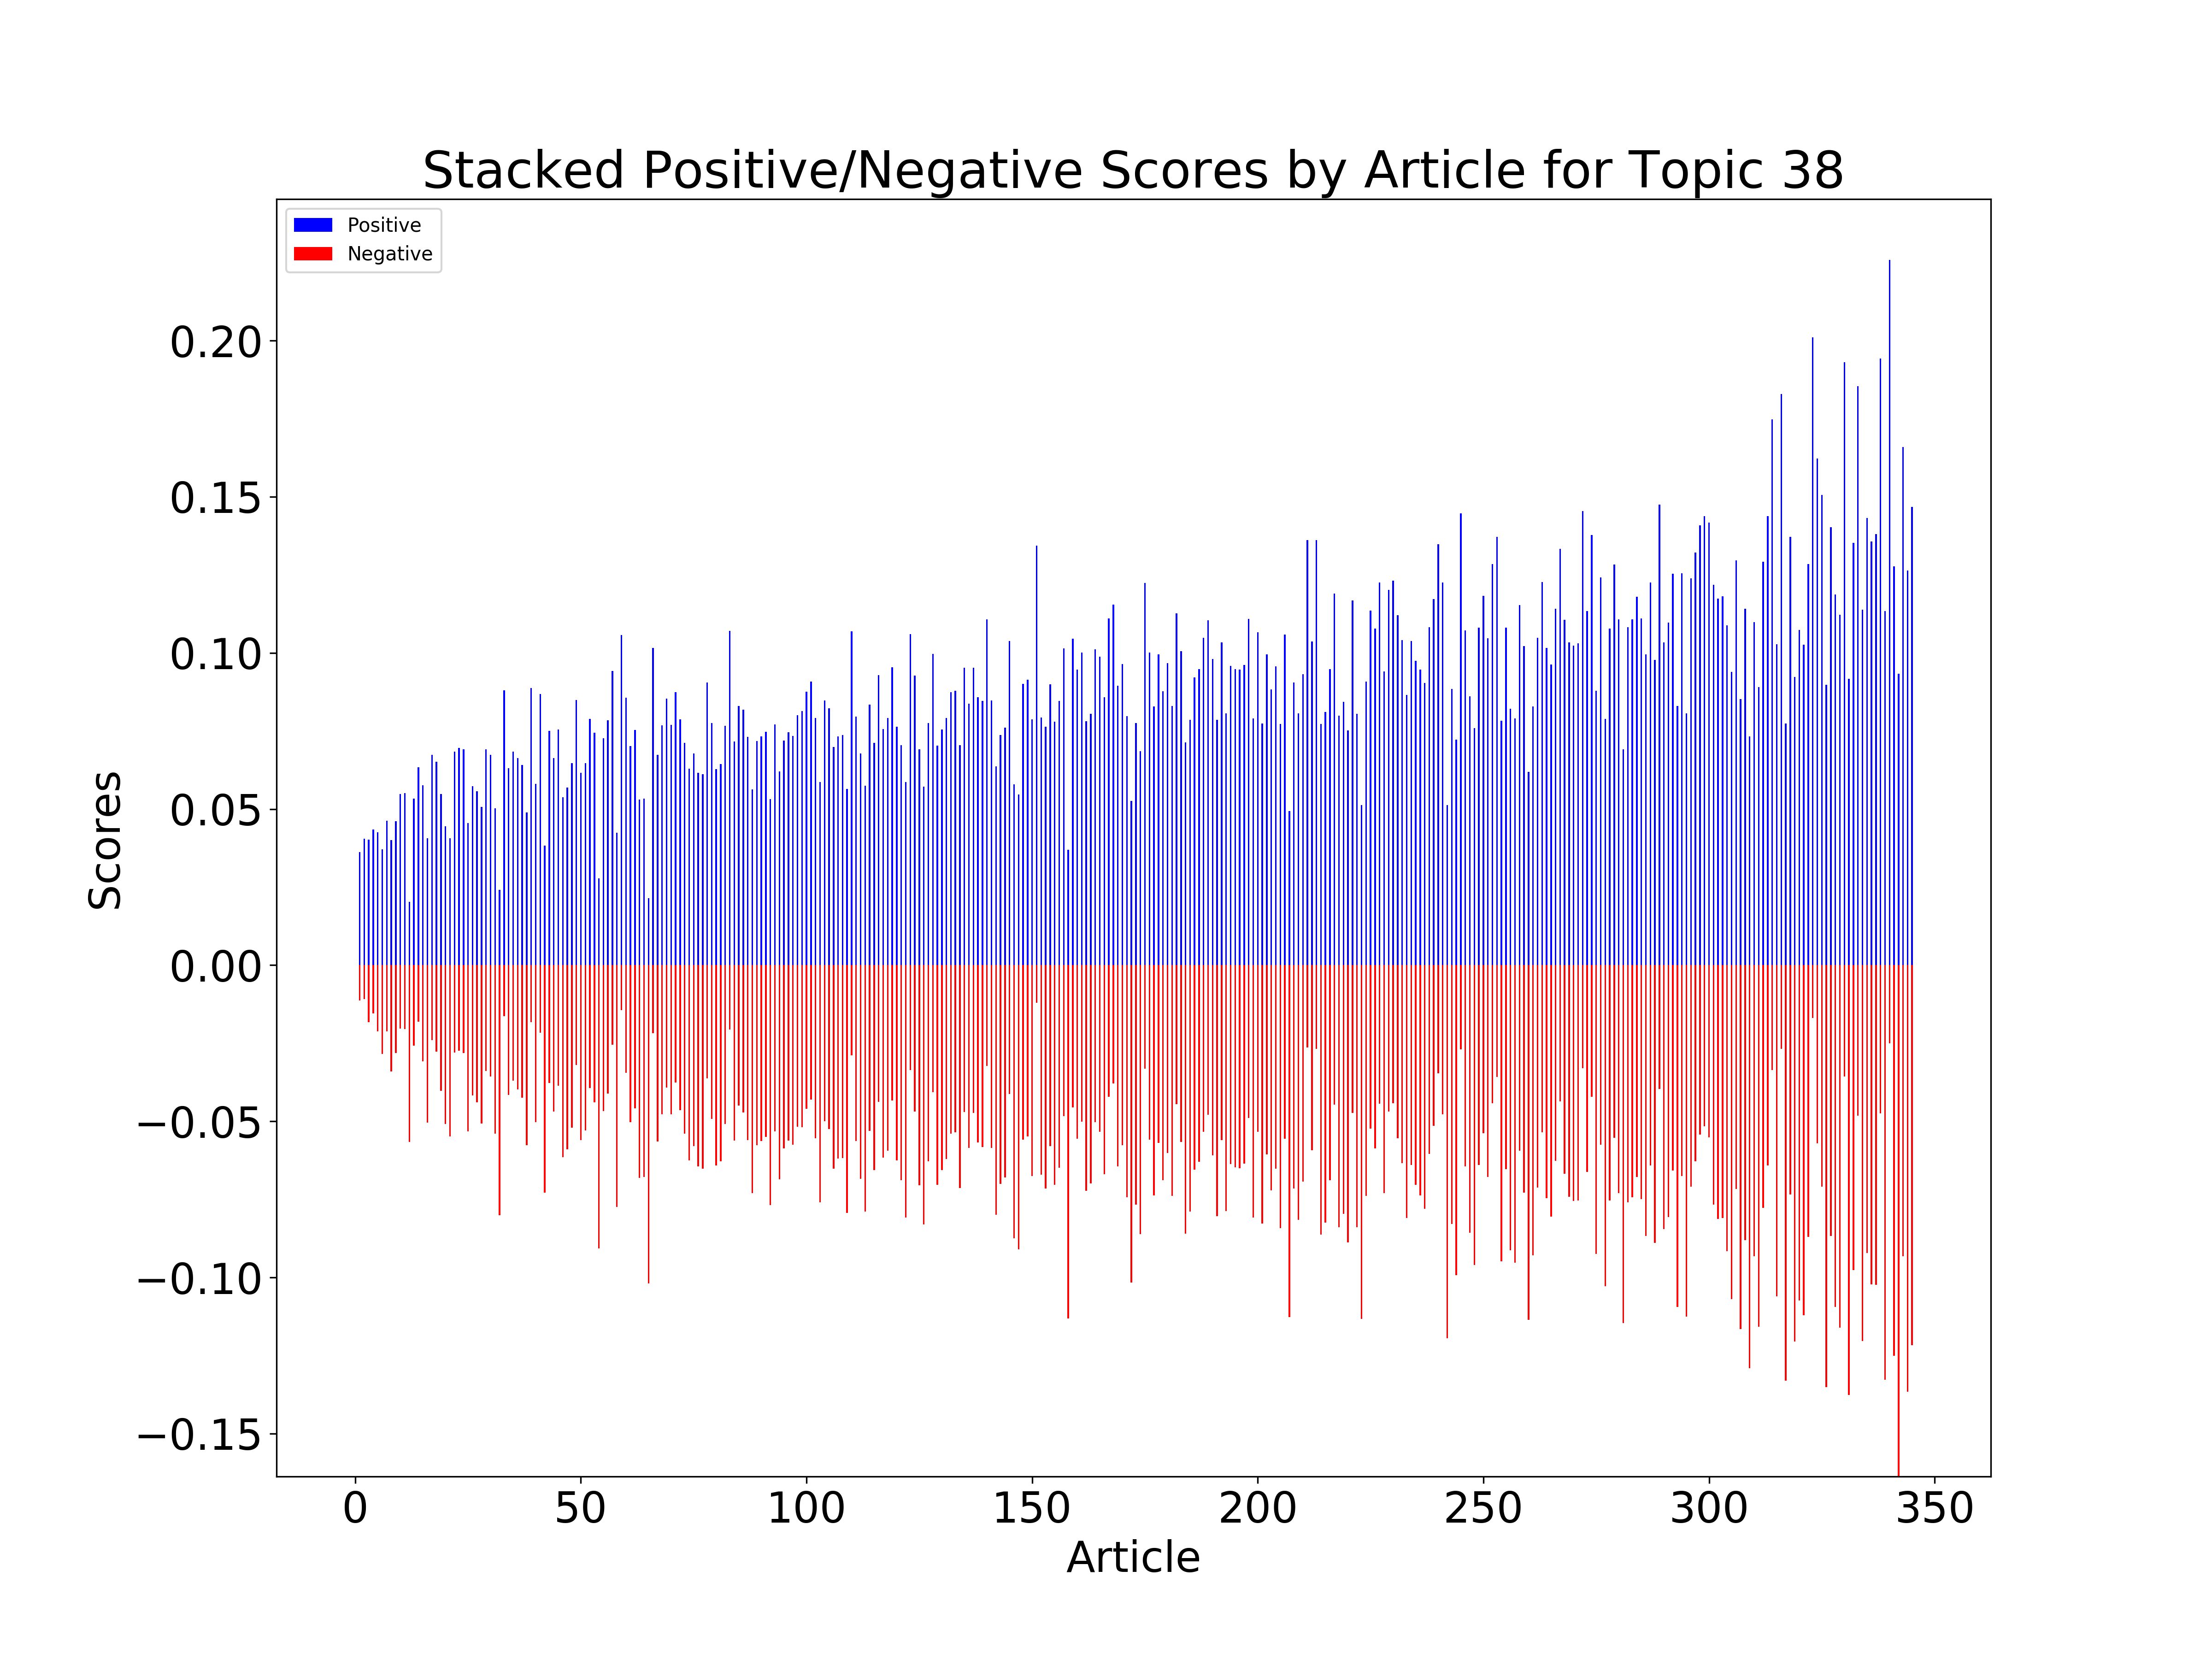 Stacked Positive/Negative Scores by Article for Topic 38
Positive
Negative
0.20
0.15
0.10
0.05
0.00
−0.05
−0.10
−0.15
Scores
0 50 100 150 200 250 300 350
Article